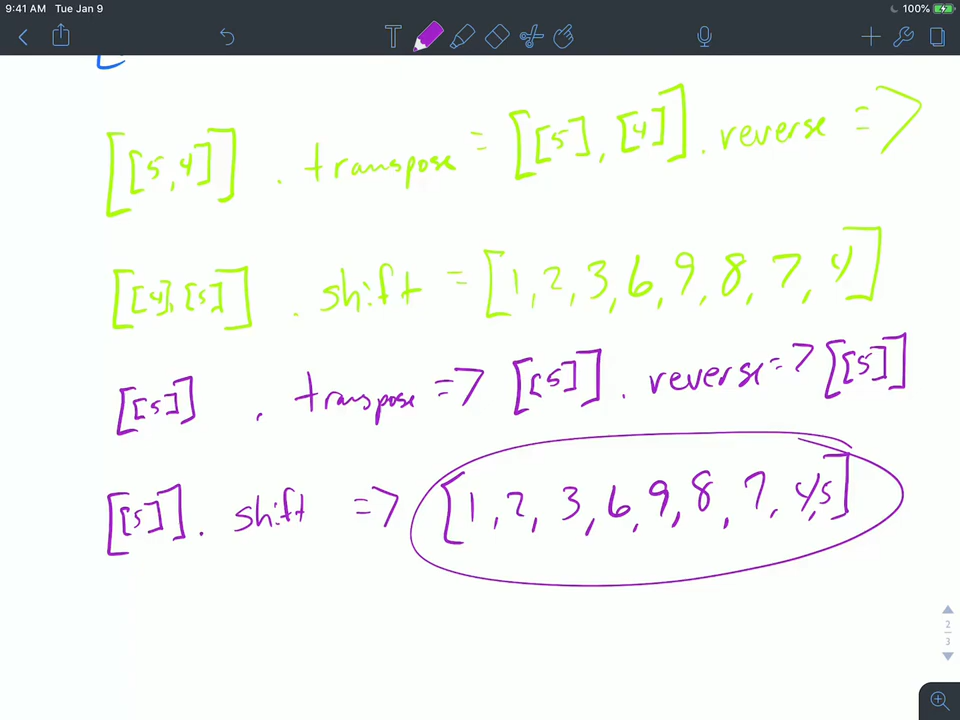 9:41 AM Tue Jan 9
100%
[[5,4]] . transpose = [[5],[4]] . reverse =>
[[4],[5]] . shift = [1,2,3,6,9,8,7,4]
[[5]] . transpose => [[5]] . reverse => [[5]]
[[5]] . shift => [1,2,3,6,9,8,7,4,5]
2
3